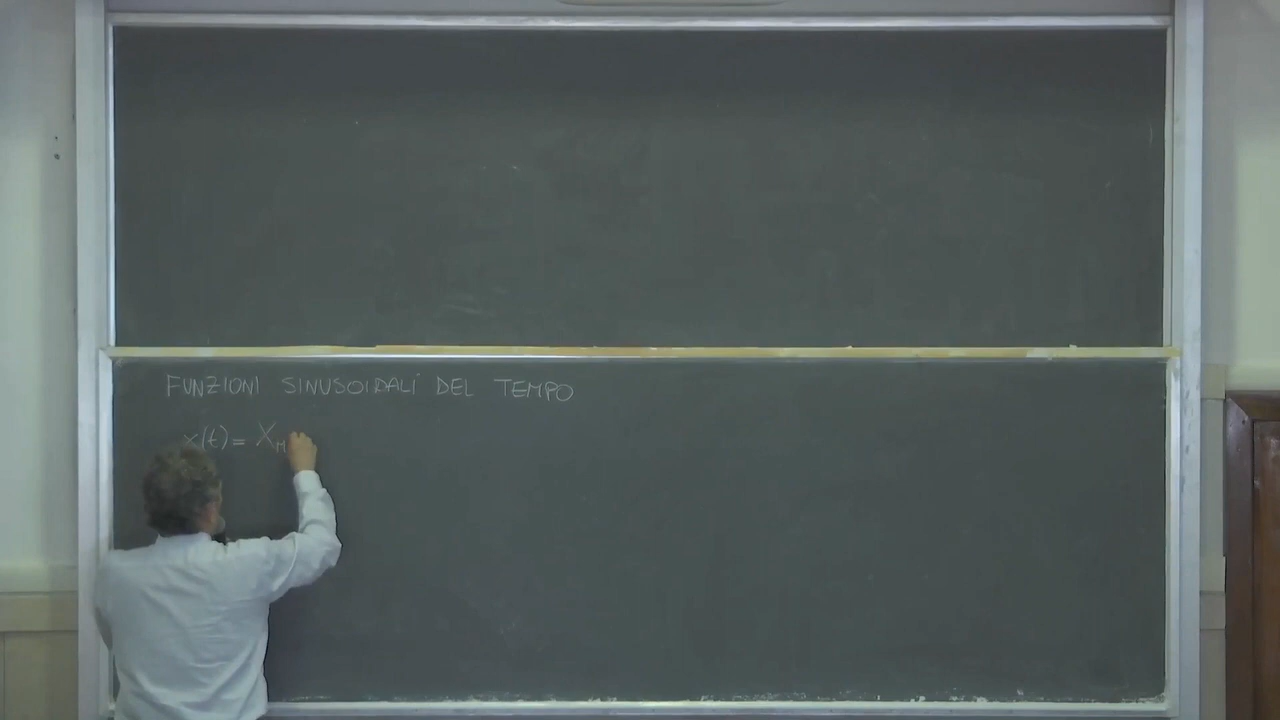 FUNZIONI SINUSOIDALI DEL TEMPO
x(t) = X_M